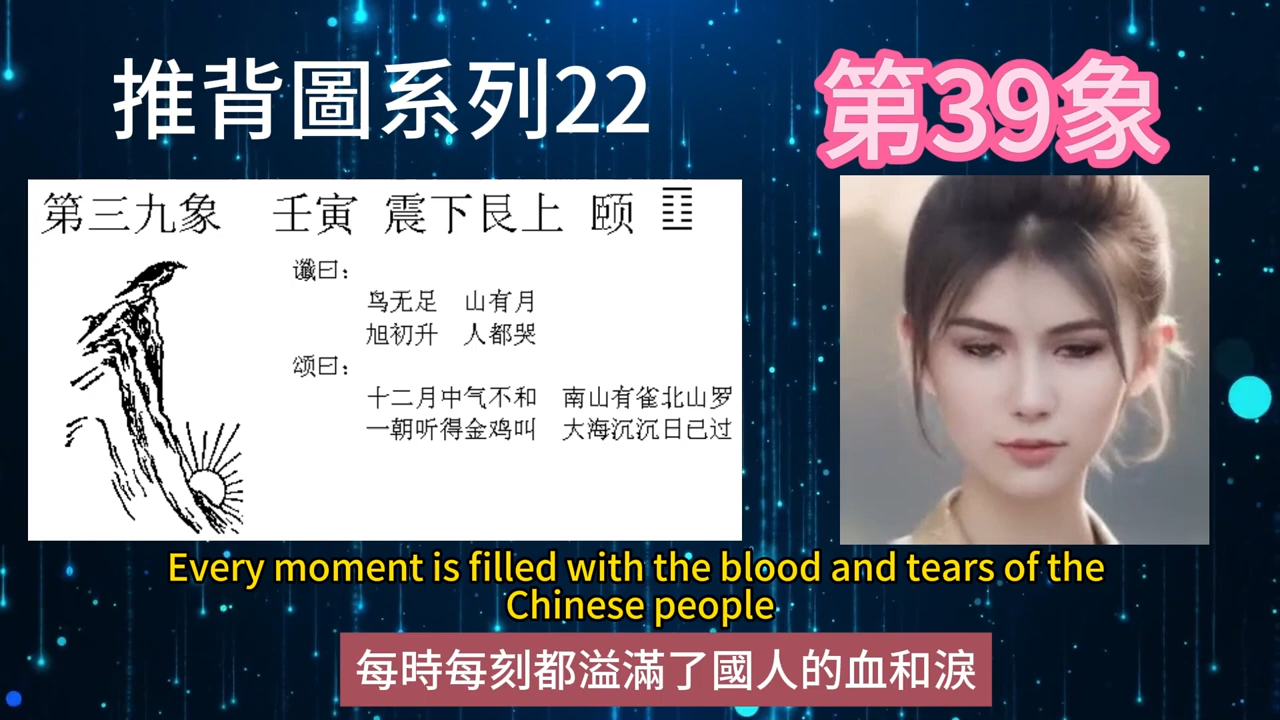 推背圖系列22
第39象
第三九象 壬寅 震下艮上 颐 ䷚
谶曰：
鸟无足 山有月
旭初升 人都哭
颂曰：
十二月中气不和 南山有雀北山罗
一朝听得金鸡叫 大海沉沉日己过
Every moment is filled with the blood and tears of the
Chinese people
每時每刻都溢滿了國人的血和淚